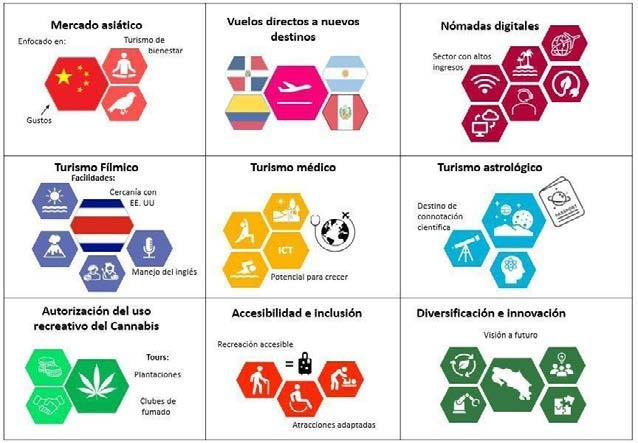 Mercado asiático
Enfocado en:
Turismo de
bienestar
Gustos
Vuelos directos a nuevos
destinos
Nómadas digitales
Sector con altos
ingresos
Turismo Fílmico
Facilidades:
Cercanía con
EE. UU
Manejo del inglés
Turismo médico
ICT
Potencial para crecer
Turismo astrológico
Destino de
connotación
científica
PASSPORT
Autorización del uso
recreativo del Cannabis
Tours:
Plantaciones
Clubes de
fumado
Accesibilidad e inclusión
Recreación accesible
=
Atracciones adaptadas
Diversificación e innovación
Visión a futuro